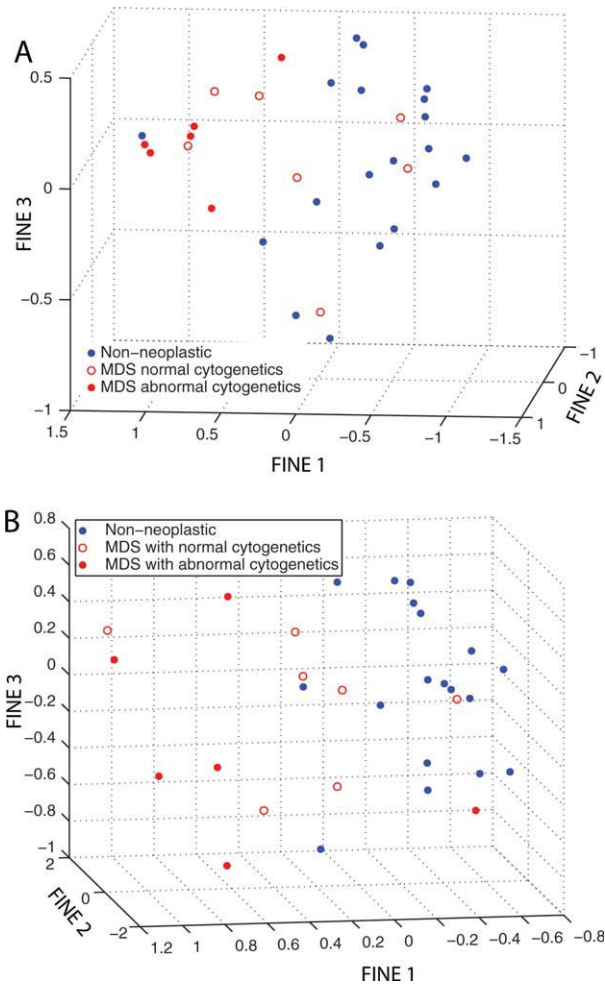 A
0.5
0
−0.5
−1
FINE 3
Non−neoplastic
MDS normal cytogenetics
MDS abnormal cytogenetics
1.5 1 0.5 0 −0.5 −1 −1.5
FINE 1
−1
0
1
FINE 2
B
0.8
0.6
0.4
0.2
0
−0.2
−0.4
−0.6
−0.8
−1
FINE 3
Non−neoplastic
MDS with normal cytogenetics
MDS with abnormal cytogenetics
2
0
−2
FINE 2
1.2 1 0.8 0.6 0.4 0.2 0 −0.2 −0.4 −0.6 −0.8
FINE 1